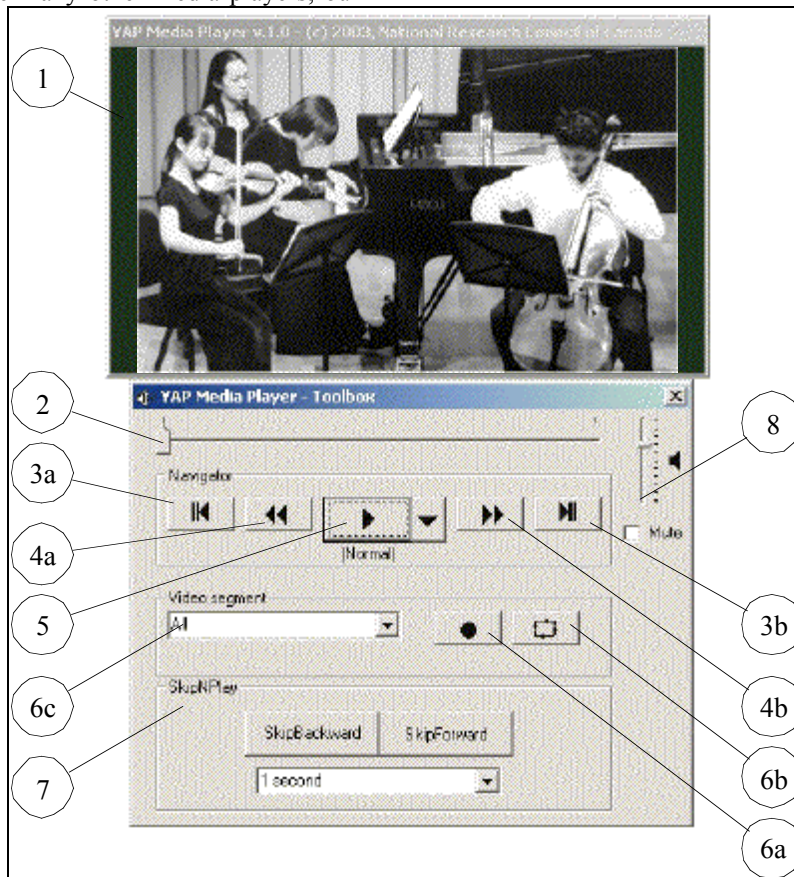 YAP Media Player v.1.0 - (c) 2003, National Research Council of Canada
1
YAP Media Player - Toolbox
2
8
3a
Navigator
4a
(Normal)
Mute
5
Video segment
All
3b
6c
SkipNPlay
4b
SkipBackward SkipForward
7
1 second
6b
6a